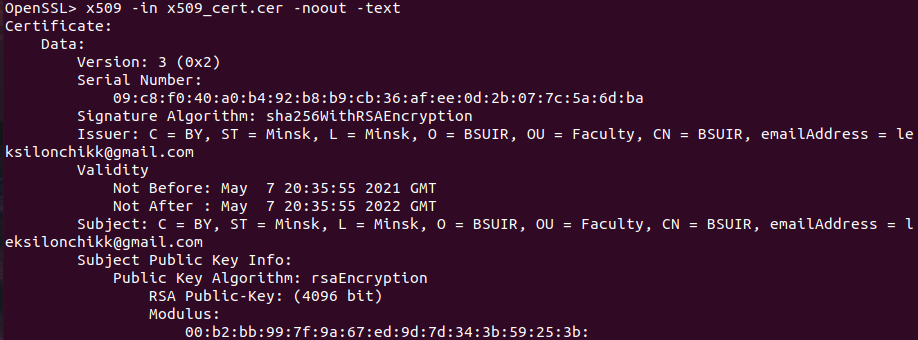 OpenSSL> x509 -in x509_cert.cer -noout -text
Certificate:
    Data:
        Version: 3 (0x2)
        Serial Number:
            09:c8:f0:40:a0:b4:92:b8:b9:cb:36:af:ee:0d:2b:07:7c:5a:6d:ba
        Signature Algorithm: sha256WithRSAEncryption
        Issuer: C = BY, ST = Minsk, L = Minsk, O = BSUIR, OU = Faculty, CN = BSUIR, emailAddress = le
ksilonchikk@gmail.com
        Validity
            Not Before: May  7 20:35:55 2021 GMT
            Not After : May  7 20:35:55 2022 GMT
        Subject: C = BY, ST = Minsk, L = Minsk, O = BSUIR, OU = Faculty, CN = BSUIR, emailAddress = l
eksilonchikk@gmail.com
        Subject Public Key Info:
            Public Key Algorithm: rsaEncryption
                RSA Public-Key: (4096 bit)
                Modulus:
                    00:b2:bb:99:7f:9a:67:ed:9d:7d:34:3b:59:25:3b: